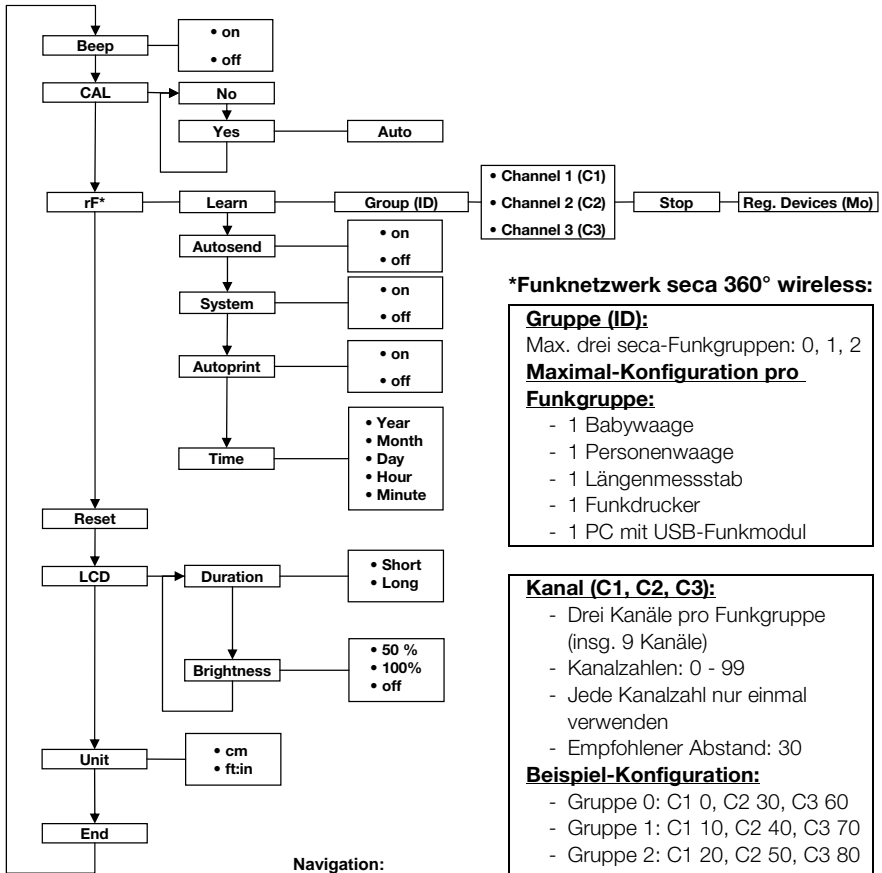 Beep
• on
• off
CAL
No
Yes
Auto
rF*
Learn
Group (ID)
• Channel 1 (C1)
• Channel 2 (C2)
• Channel 3 (C3)
Stop
Reg. Devices (Mo)
Autosend
• on
• off
System
• on
• off
Autoprint
• on
• off
Time
• Year
• Month
• Day
• Hour
• Minute
Reset
LCD
Duration
• Short
• Long
Brightness
• 50 %
• 100%
• off
Unit
• cm
• ft:in
End
Navigation:
*Funknetzwerk seca 360° wireless:
Gruppe (ID):
Max. drei seca-Funkgruppen: 0, 1, 2
Maximal-Konfiguration pro
Funkgruppe:
- 1 Babywaage
- 1 Personenwaage
- 1 Längenmessstab
- 1 Funkdrucker
- 1 PC mit USB-Funkmodul
Kanal (C1, C2, C3):
- Drei Kanäle pro Funkgruppe
(insg. 9 Kanäle)
- Kanalzahlen: 0 - 99
- Jede Kanalzahl nur einmal
verwenden
- Empfohlener Abstand: 30
Beispiel-Konfiguration:
- Gruppe 0: C1 0, C2 30, C3 60
- Gruppe 1: C1 10, C2 40, C3 70
- Gruppe 2: C1 20, C2 50, C3 80